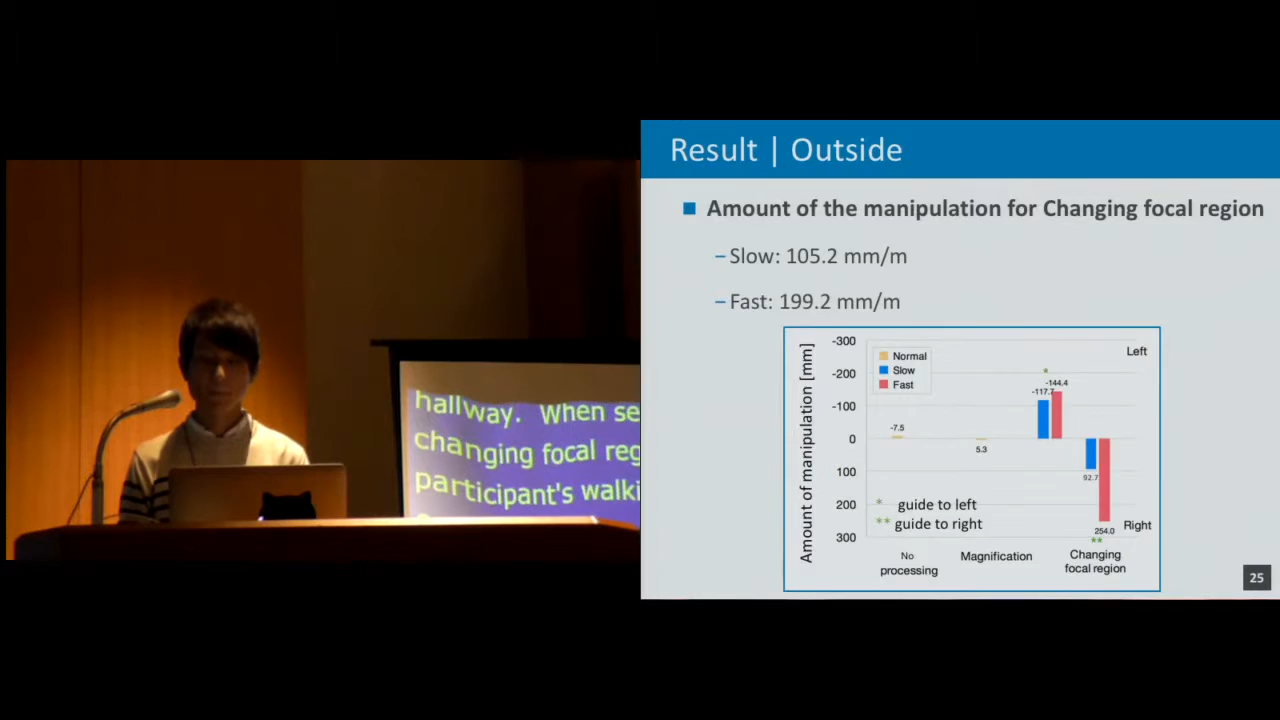 hallway. When se
changing focal reg
participant's walki
Result | Outside
Amount of the manipulation for Changing focal region
– Slow: 105.2 mm/m
– Fast: 199.2 mm/m
Amount of manipulation [mm]
-300
-200
-100
0
100
200
300
Normal
Slow
Fast
Left
Right
-7.5
5.3
*
-117.7
-144.4
92.7
254.0
**
* guide to left
** guide to right
No processing
Magnification
Changing focal region
25